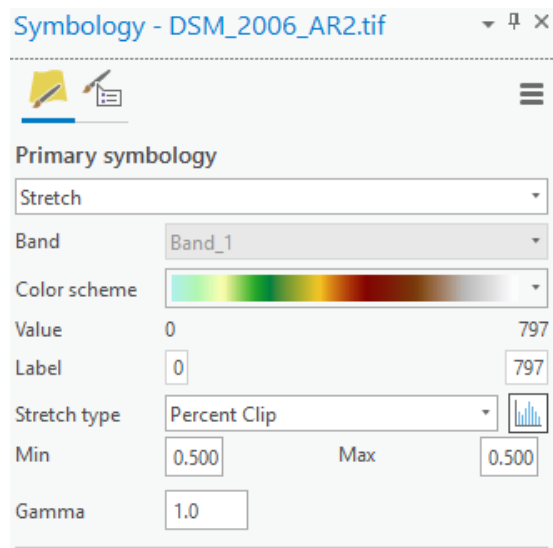 Symbology - DSM_2006_AR2.tif
Primary symbology
Stretch
Band Band_1
Color scheme
Value 0 797
Label 0 797
Stretch type Percent Clip
Min 0.500 Max 0.500
Gamma 1.0